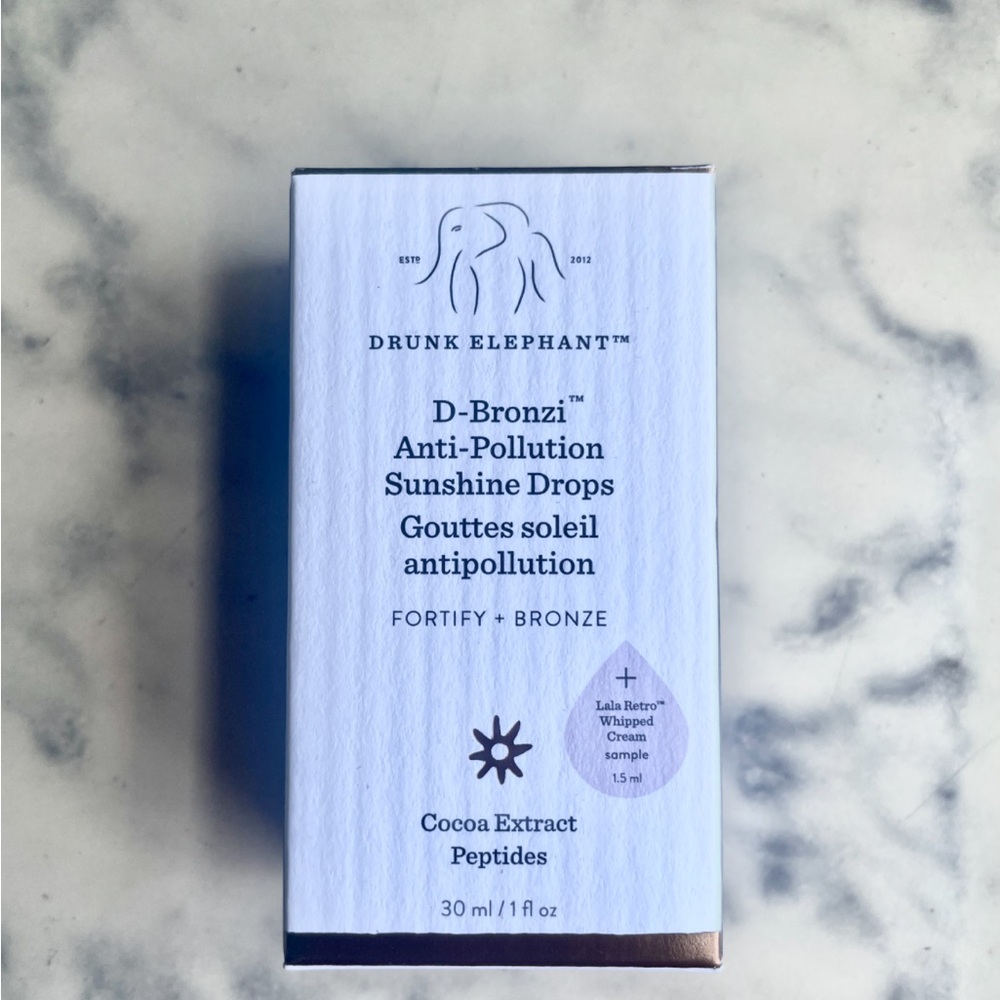 ESTD 2012
DRUNK ELEPHANT™
D-Bronzi™
Anti-Pollution
Sunshine Drops
Gouttes soleil
antipollution
FORTIFY + BRONZE
+
Lala Retro™
Whipped
Cream
sample
1.5 ml
Cocoa Extract
Peptides
30 ml / 1 fl oz